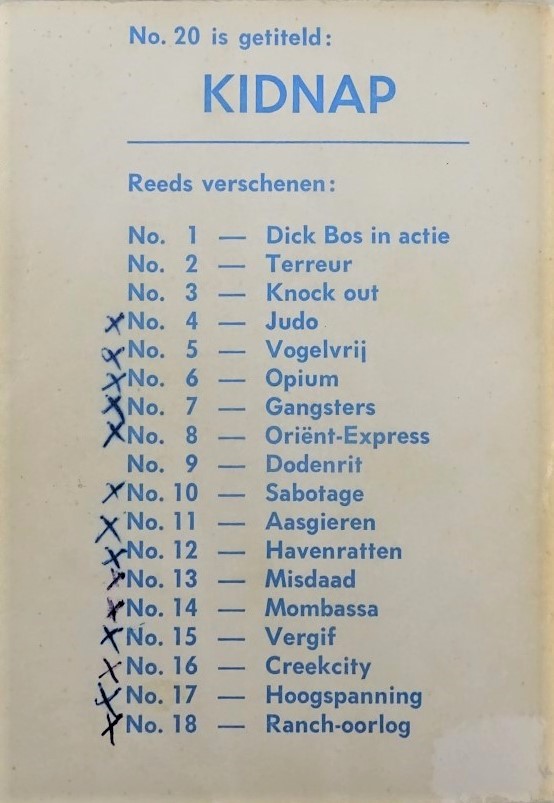 No. 20 is getiteld:
KIDNAP
Reeds verschenen:
No. 1 — Dick Bos in actie
No. 2 — Terreur
No. 3 — Knock out
x No. 4 — Judo
x No. 5 — Vogelvrij
x No. 6 — Opium
x No. 7 — Gangsters
x No. 8 — Oriënt-Express
No. 9 — Dodenrit
x No. 10 — Sabotage
x No. 11 — Aasgieren
x No. 12 — Havenratten
x No. 13 — Misdaad
x No. 14 — Mombassa
x No. 15 — Vergif
x No. 16 — Creekcity
x No. 17 — Hoogspanning
x No. 18 — Ranch-oorlog